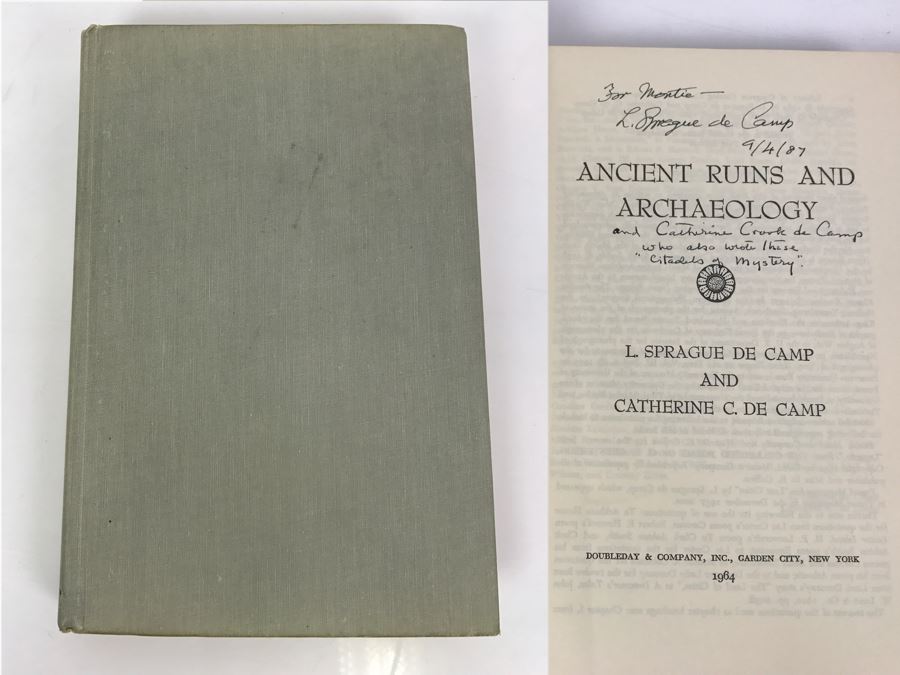 For Montie —
L. Sprague de Camp
9/4/87
ANCIENT RUINS AND
ARCHAEOLOGY
and Catherine Crook de Camp
who also wrote these
"Citadels of Mystery".
L. SPRAGUE DE CAMP
AND
CATHERINE C. DE CAMP
DOUBLEDAY & COMPANY, INC., GARDEN CITY, NEW YORK
1964